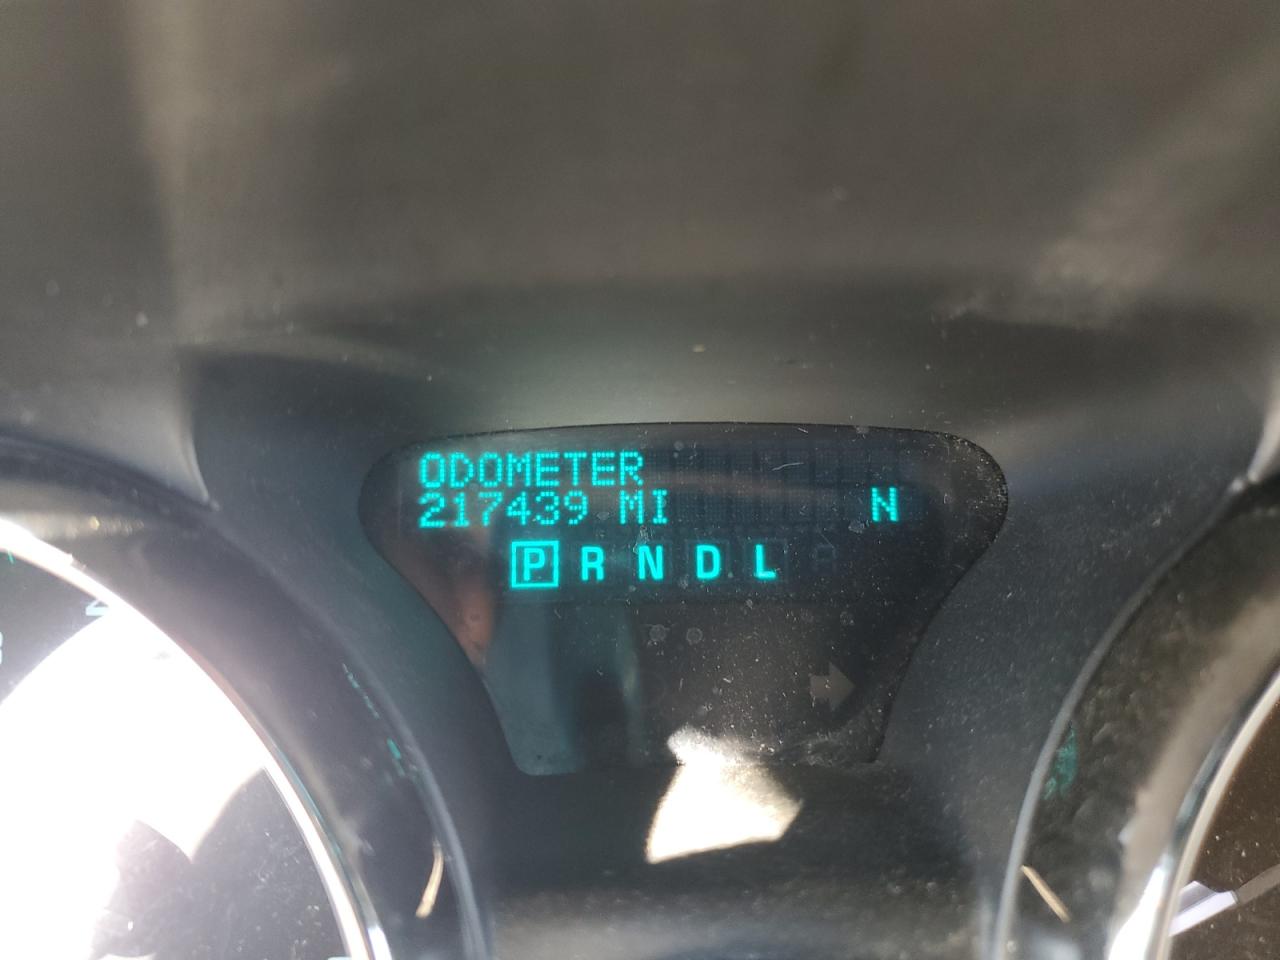 ODOMETER
217439 MI N
P R N D L